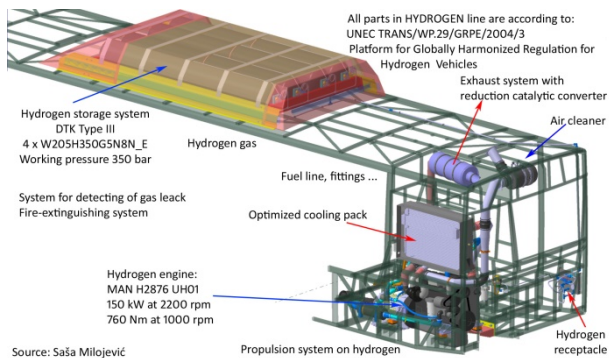 All parts in HYDROGEN line are according to:
UNEC TRANS/WP.29/GRPE/2004/3
Platform for Globally Harmonized Regulation for
Hydrogen Vehicles
Exhaust system with
reduction catalytic converter
Air cleaner
Hydrogen storage system
DTK Type III
4 x W205H350G5N8N_E
Working pressure 350 bar
Hydrogen gas
Fuel line, fittings ...
System for detecting of gas leack
Fire-extinguishing system
Optimized cooling pack
Hydrogen engine:
MAN H2876 UH01
150 kW at 2200 rpm
760 Nm at 1000 rpm
Hydrogen
receptacle
Source: Saša Milojević
Propulsion system on hydrogen